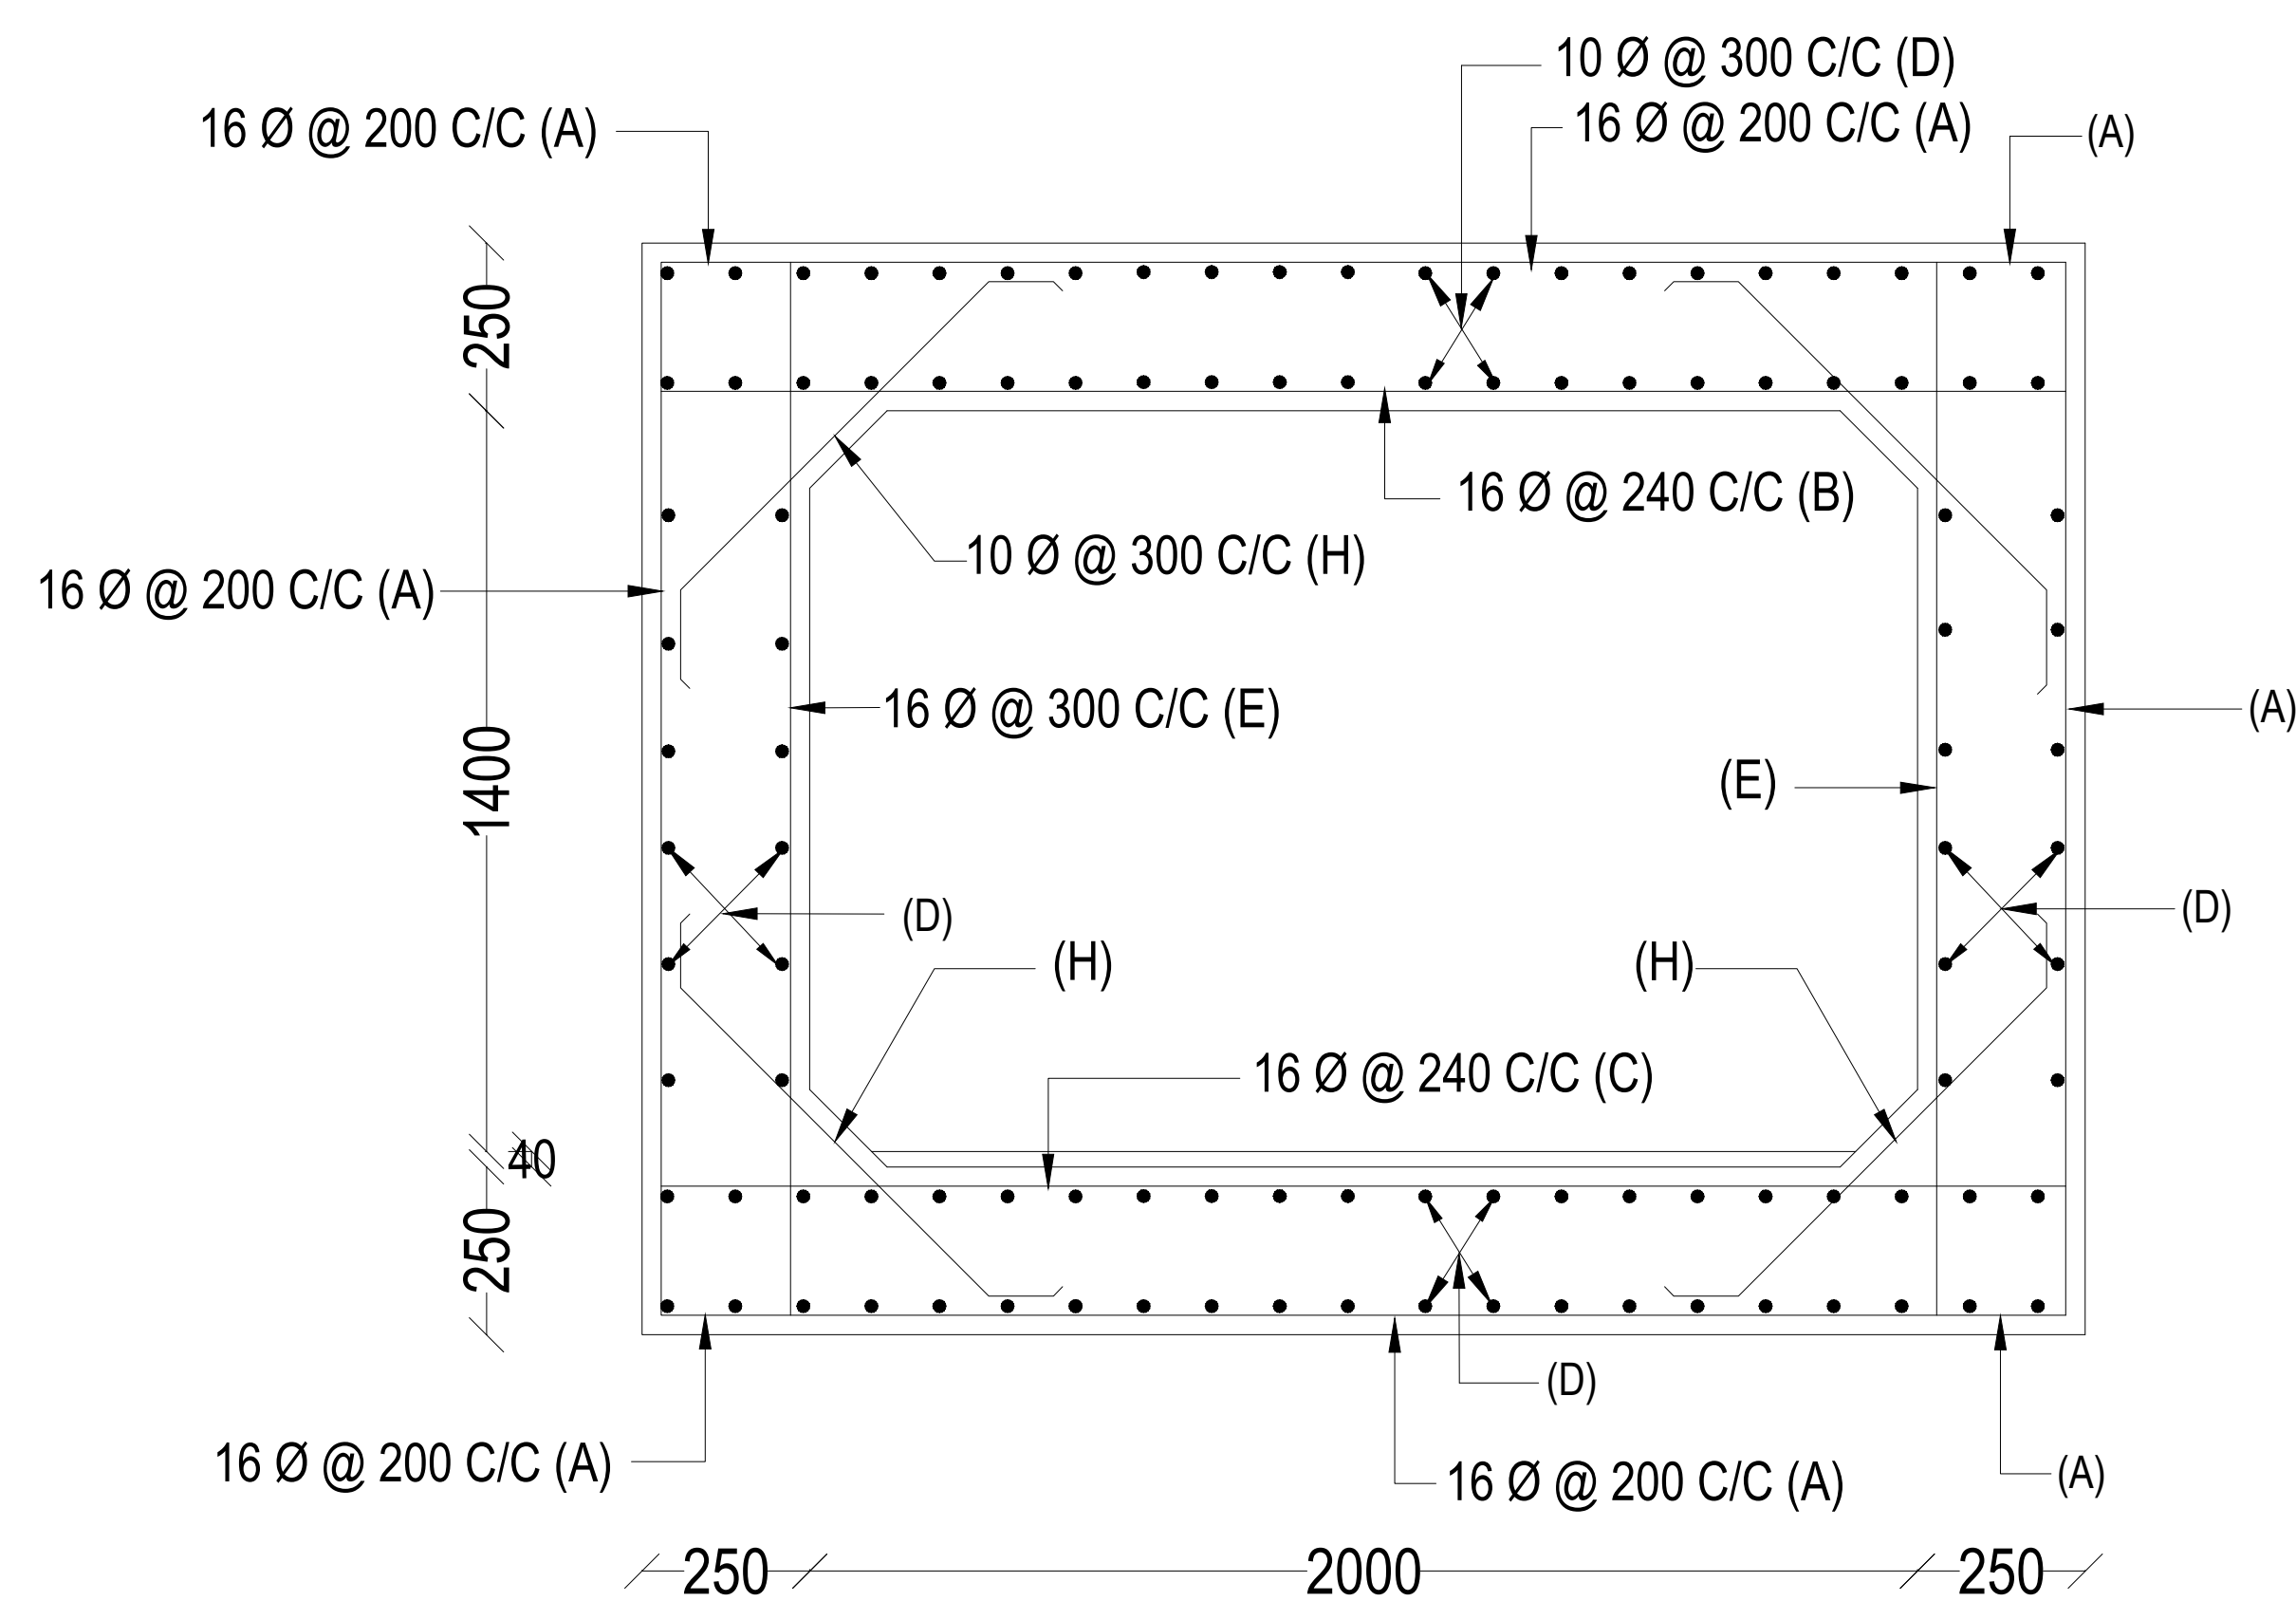 10 Ø @ 300 C/C (D)
16 Ø @ 200 C/C (A)
16 Ø @ 200 C/C (A)
(A)
250
16 Ø @ 240 C/C (B)
10 Ø @ 300 C/C (H)
16 Ø @ 200 C/C (A)
16 Ø @ 300 C/C (E)
(A)
1400
(E)
(D)
(D)
(H)
(H)
16 Ø @ 240 C/C (C)
40
250
(D)
16 Ø @ 200 C/C (A)
16 Ø @ 200 C/C (A)
(A)
250
2000
250